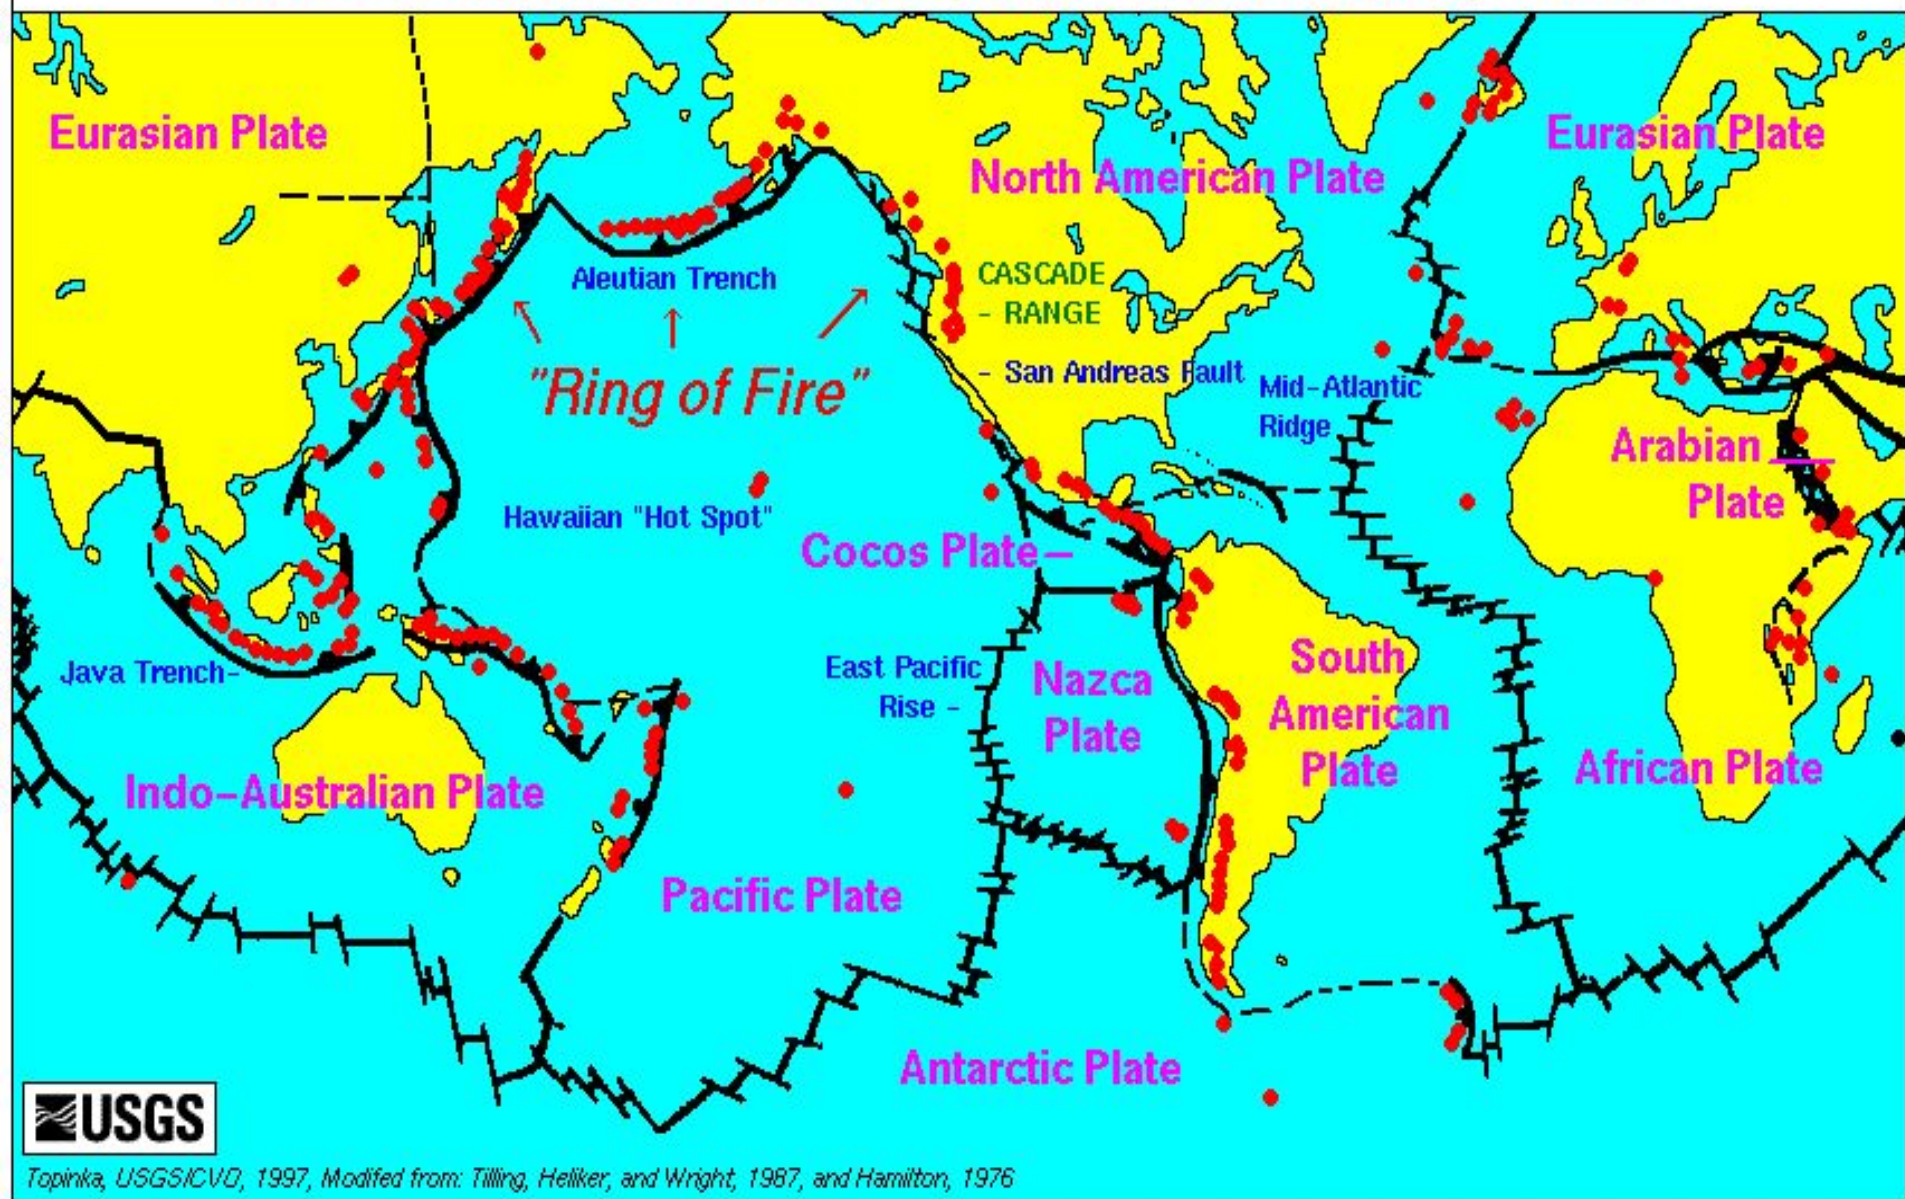 Eurasian Plate
Eurasian Plate
North American Plate
Aleutian Trench
CASCADE
- RANGE
"Ring of Fire"
- San Andreas Fault
Mid-Atlantic
Ridge
Arabian
Plate
Hawaiian "Hot Spot"
Cocos Plate
Java Trench-
East Pacific
Rise -
Nazca
Plate
South
American
Plate
Indo-Australian Plate
African Plate
Pacific Plate
Antarctic Plate
USGS
Topinka, USGS/CVO, 1997, Modifed from: Tilling, Heliker, and Wright, 1987, and Hamilton, 1976